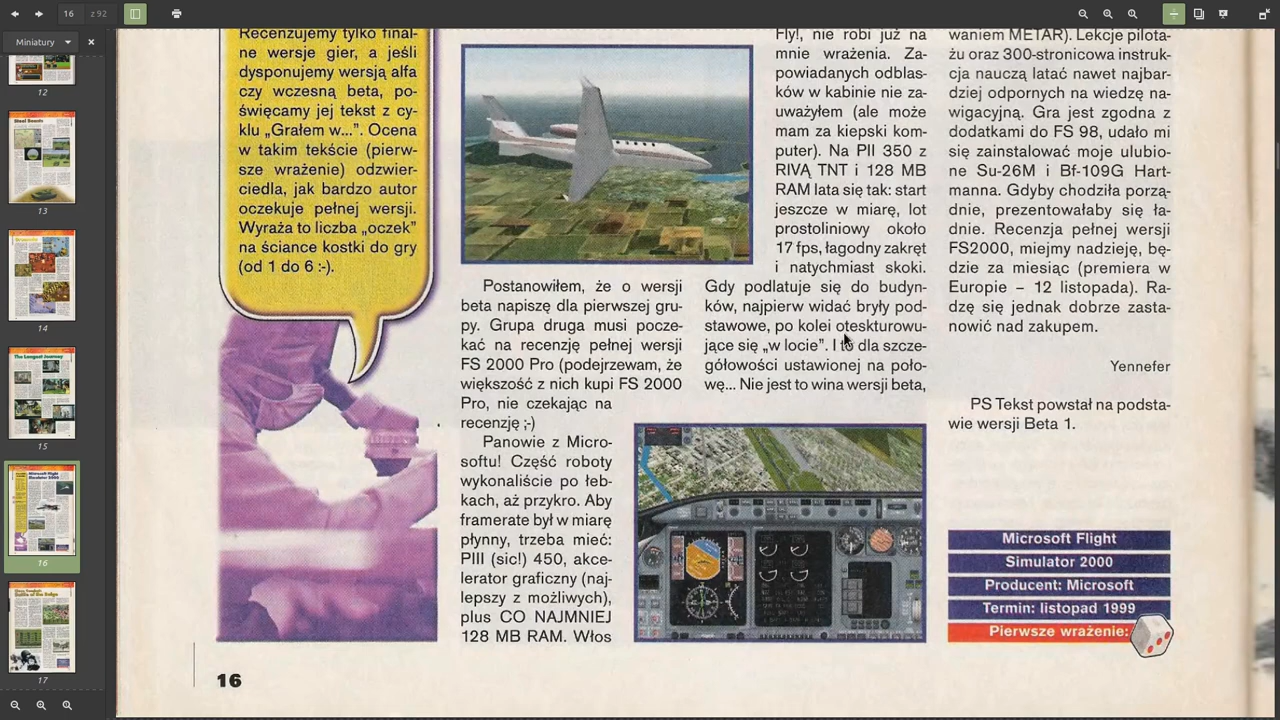 16
z 92
Miniatury
12
13
14
The Longest Journey
15
16
17
Recenzujemy tylko final-
ne wersje gier, a jeśli
dysponujemy wersją alfa
czy wczesną beta, po-
święcamy jej tekst z cy-
klu „Grałem w...”. Ocena
w takim tekście (pierw-
sze wrażenie) odzwier-
ciedla, jak bardzo autor
oczekuje pełnej wersji.
Wyraża to liczba „oczek”
na ściance kostki do gry
(od 1 do 6 :-).
Postanowiłem, że o wersji
beta napiszę dla pierwszej gru-
py. Grupa druga musi pocze-
kać na recenzję pełnej wersji
FS 2000 Pro (podejrzewam, że
większość z nich kupi FS 2000
Pro, nie czekając na
recenzję ;-)
Panowie z Micro-
softu! Część roboty
wykonaliście po łeb-
kach, aż przykro. Aby
framerate był w miarę
płynny, trzeba mieć:
PIII (sic!) 450, akce-
lerator graficzny (naj-
lepszy z możliwych),
plus CO NAJMNIEJ
128 MB RAM. Włos
Fly!, nie robi już na
mnie wrażenia. Za-
powiadanych odblas-
ków w kabinie nie za-
uważyłem (ale może
mam za kiepski kom-
puter). Na PII 350 z
RIVĄ TNT i 128 MB
RAM lata się tak: start
jeszcze w miarę, lot
prostoliniowy około
17 fps, łagodny zakręt
i natychmiast skoki.
Gdy podlatuje się do budyn-
ków, najpierw widać bryły pod-
stawowe, po kolei oteskturowu-
jące się „w locie”. I to dla szcze-
gółowości ustawionej na poło-
wę... Nie jest to wina wersji beta,
waniem METAR). Lekcje pilota-
żu oraz 300-stronicowa instruk-
cja nauczą latać nawet najbar-
dziej odpornych na wiedzę na-
wigacyjną. Gra jest zgodna z
dodatkami do FS 98, udało mi
się zainstalować moje ulubio-
ne Su-26M i Bf-109G Hart-
manna. Gdyby chodziła porzą-
dnie, prezentowałaby się ła-
dnie. Recenzja pełnej wersji
FS2000, miejmy nadzieję, bę-
dzie za miesiąc (premiera w
Europie – 12 listopada). Ra-
dzę się jednak dobrze zasta-
nowić nad zakupem.
Yennefer
PS Tekst powstał na podsta-
wie wersji Beta 1.
Microsoft Flight
Simulator 2000
Producent: Microsoft
Termin: listopad 1999
Pierwsze wrażenie:
16